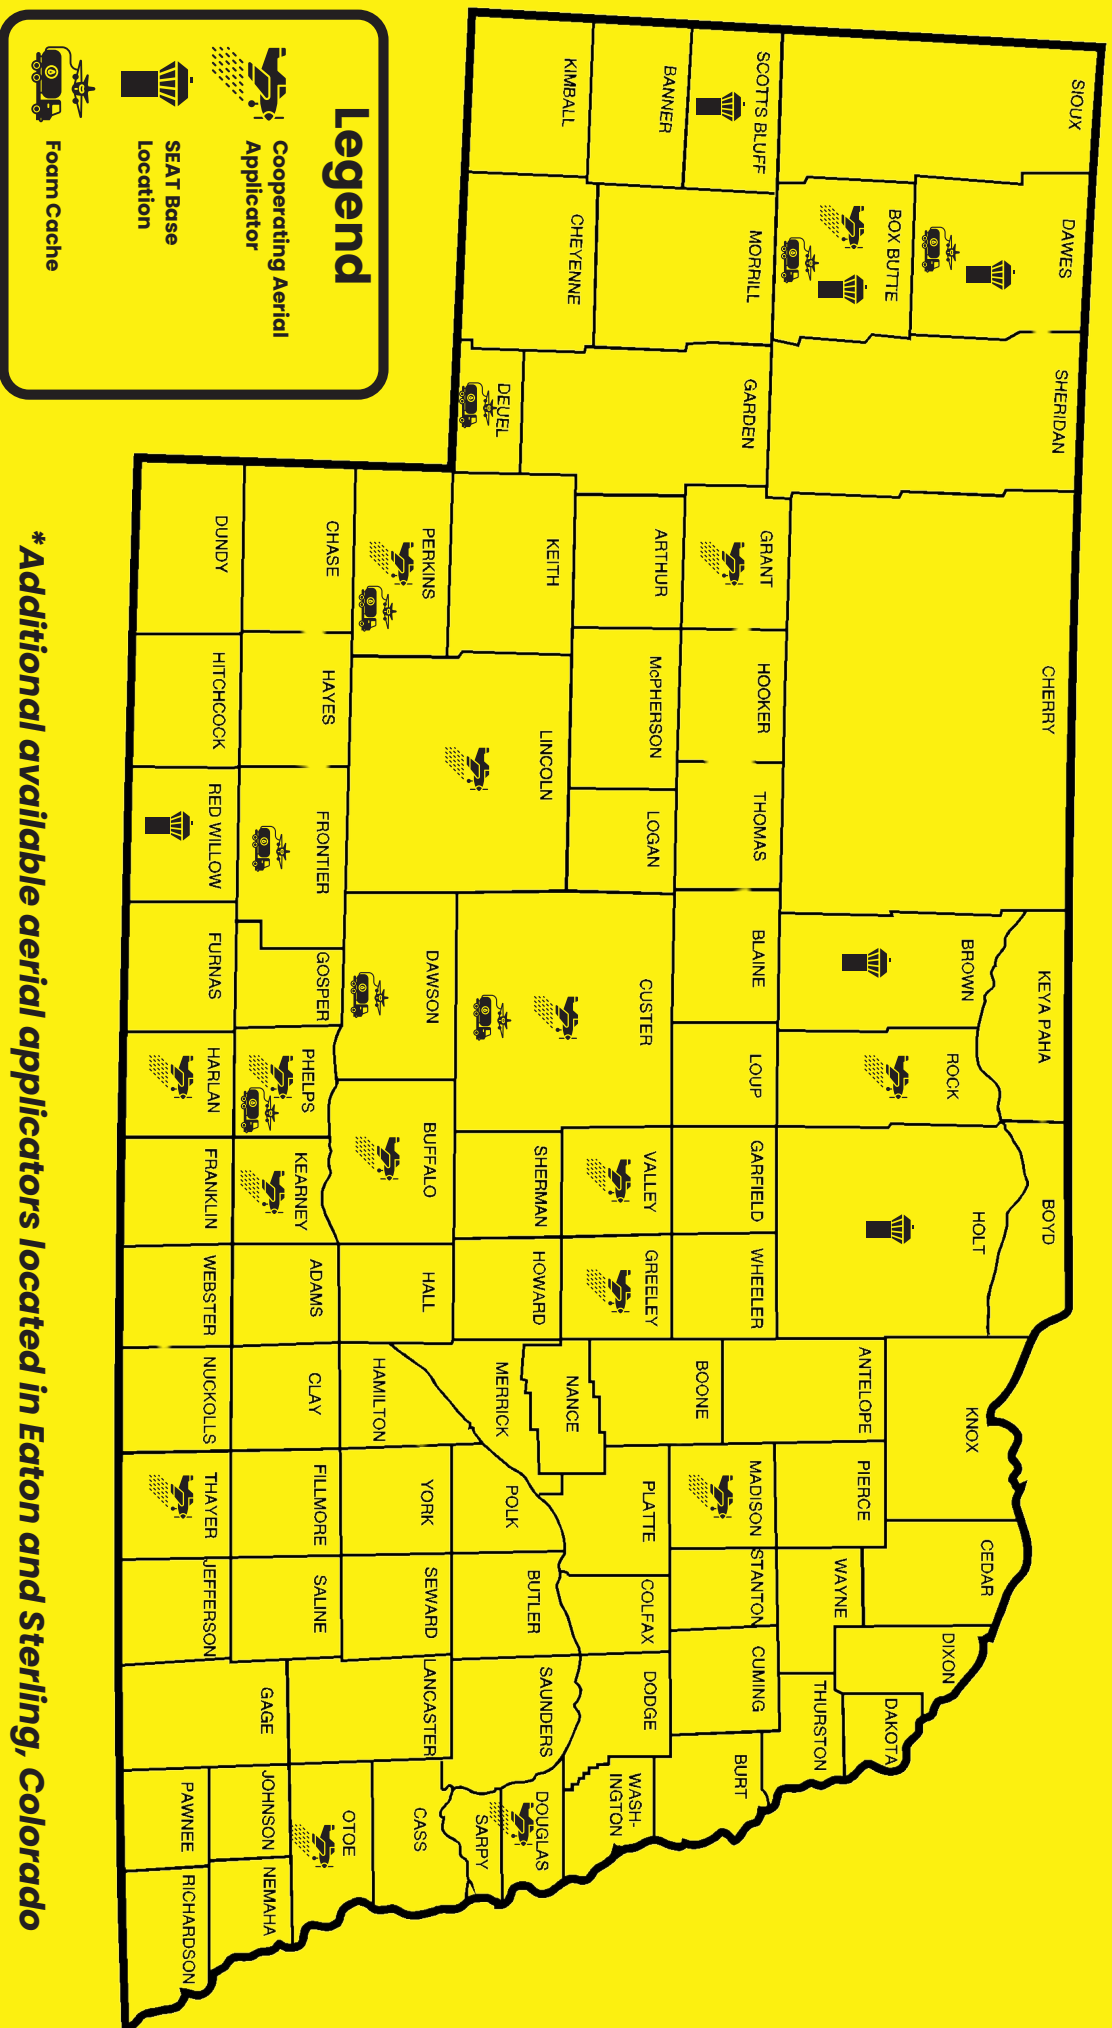 SIOUX
DAWES
SHERIDAN
CHERRY
KEYA PAHA
BOYD
SCOTTS BLUFF
BOX BUTTE
BROWN
ROCK
HOLT
KNOX
CEDAR
DIXON
DAKOTA
BANNER
MORRILL
GARDEN
GRANT
HOOKER
THOMAS
BLAINE
LOUP
GARFIELD
WHEELER
ANTELOPE
PIERCE
WAYNE
THURSTON
KIMBALL
CHEYENNE
DEUEL
ARTHUR
McPHERSON
LOGAN
CUSTER
VALLEY
GREELEY
BOONE
MADISON
STANTON
CUMING
BURT
KEITH
LINCOLN
SHERMAN
HOWARD
NANCE
MERRICK
PLATTE
COLFAX
DODGE
WASH-
INGTON
PERKINS
DAWSON
BUFFALO
HALL
HAMILTON
POLK
YORK
BUTLER
SEWARD
SAUNDERS
LANCASTER
DOUGLAS
SARPY
CASS
CHASE
HAYES
FRONTIER
GOSPER
PHELPS
KEARNEY
ADAMS
CLAY
FILLMORE
SALINE
GAGE
OTOE
JOHNSON
NEMAHA
DUNDY
HITCHCOCK
RED WILLOW
FURNAS
HARLAN
FRANKLIN
WEBSTER
NUCKOLLS
THAYER
JEFFERSON
PAWNEE
RICHARDSON
Legend
Cooperating Aerial
Applicator
SEAT Base
Location
Foam Cache
*Additional available aerial applicators located in Eaton and Sterling, Colorado